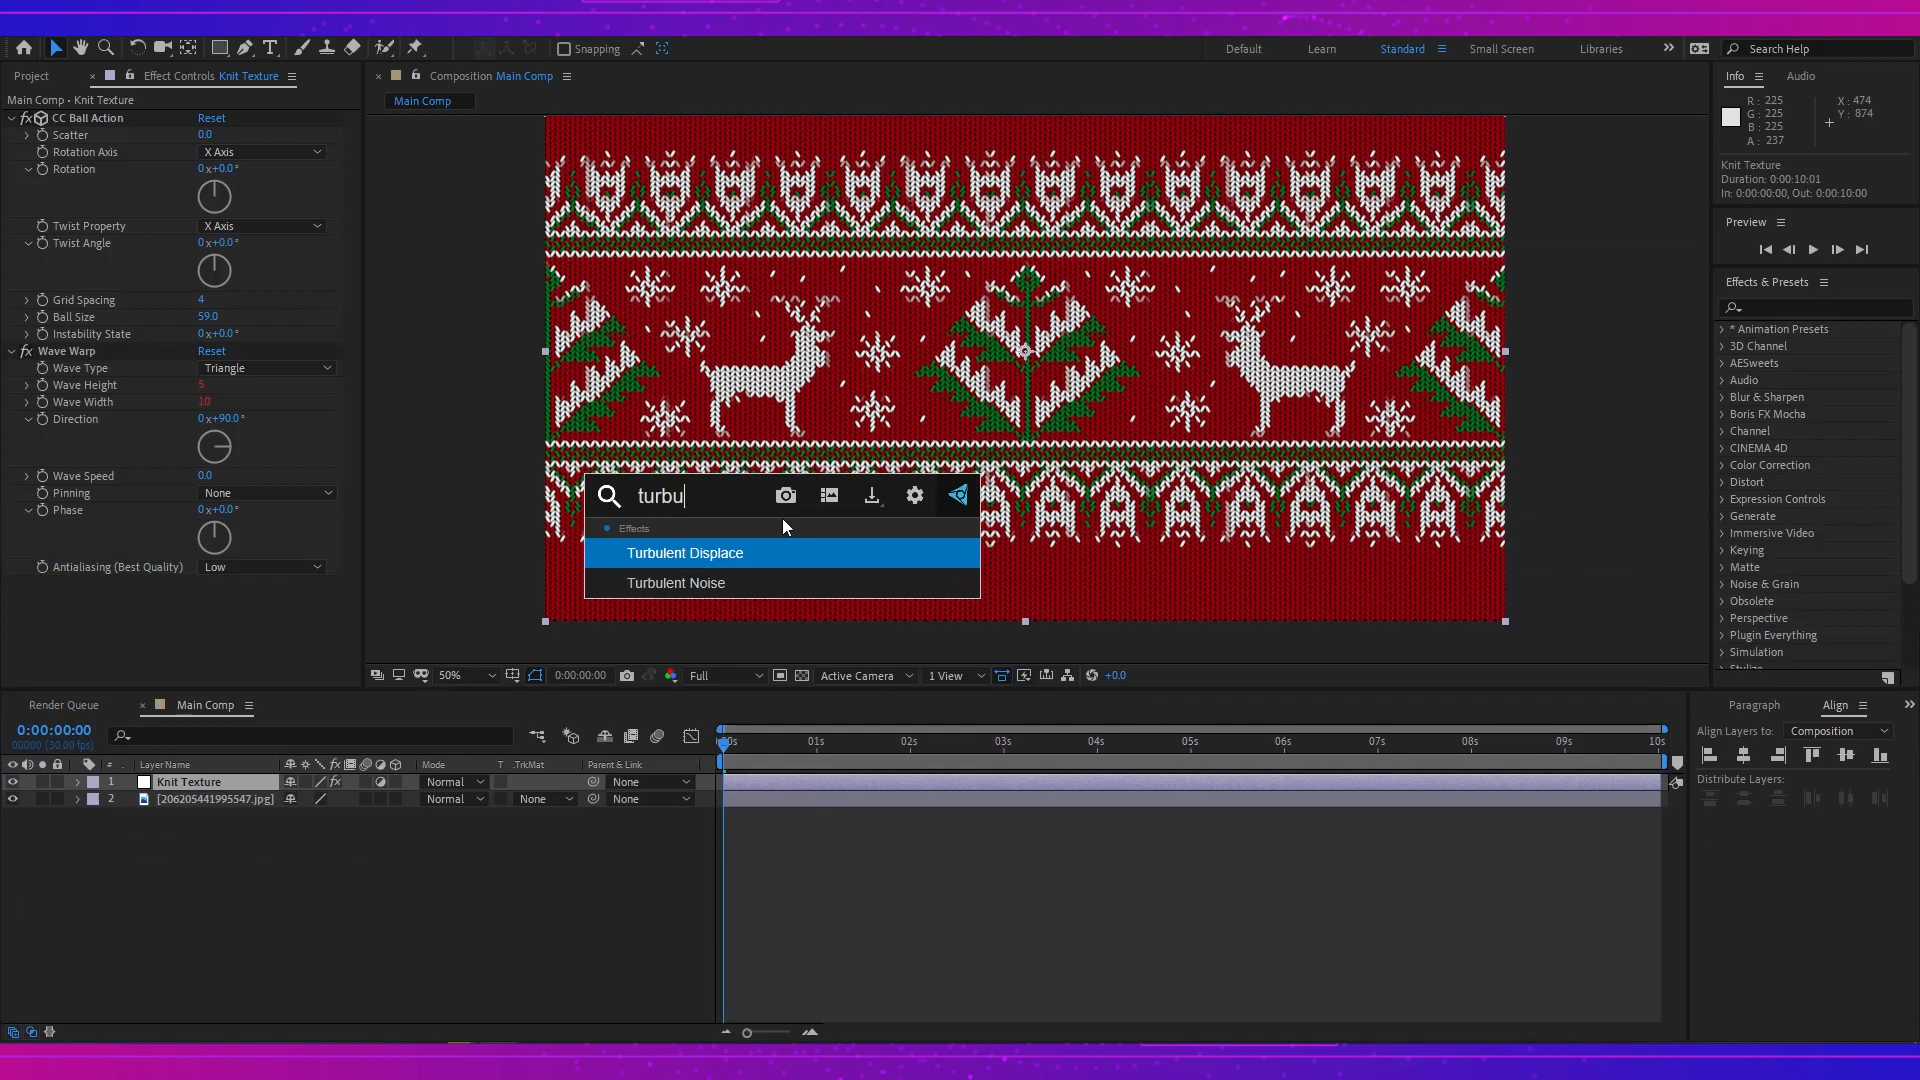 Snapping
Default
Learn
Standard
Small Screen
Libraries
Search Help
Project
Effect Controls Knit Texture
Composition Main Comp
Info
Audio
Main Comp • Knit Texture
Main Comp
R: 225
G: 225
B: 225
A: 237
X: 474
Y: 874
fx CC Ball Action Reset
Scatter 0.0
Rotation Axis X Axis
Rotation 0x+0.0°
Twist Property X Axis
Twist Angle 0x+0.0°
Grid Spacing 4
Ball Size 59.0
Instability State 0x+0.0°
fx Wave Warp Reset
Wave Type Triangle
Wave Height 5
Wave Width 10
Direction 0x+90.0°
Wave Speed 0.0
Pinning None
Phase 0x+0.0°
Antialiasing (Best Quality) Low
turbu
Effects
Turbulent Displace
Turbulent Noise
Knit Texture
Duration: 0:00:10:01
In: 0:00:00:00, Out: 0:00:10:00
Preview
Effects & Presets
* Animation Presets
3D Channel
AESweets
Audio
Blur & Sharpen
Boris FX Mocha
Channel
CINEMA 4D
Color Correction
Distort
Expression Controls
Generate
Immersive Video
Keying
Matte
Noise & Grain
Obsolete
Perspective
Plugin Everything
Simulation
Stylize
50%
0:00:00:00
Full
Active Camera
1 View
+0.0
Render Queue
Main Comp
0:00:00:00
00000 (30.00 fps)
# Layer Name
fx
Mode
T .TrkMat
Parent & Link
1 Knit Texture fx Normal None
2 [206205441995547.jpg] Normal None None
00s 01s 02s 03s 04s 05s 06s 07s 08s 09s 10s
Paragraph
Align
Align Layers to: Composition
Distribute Layers: